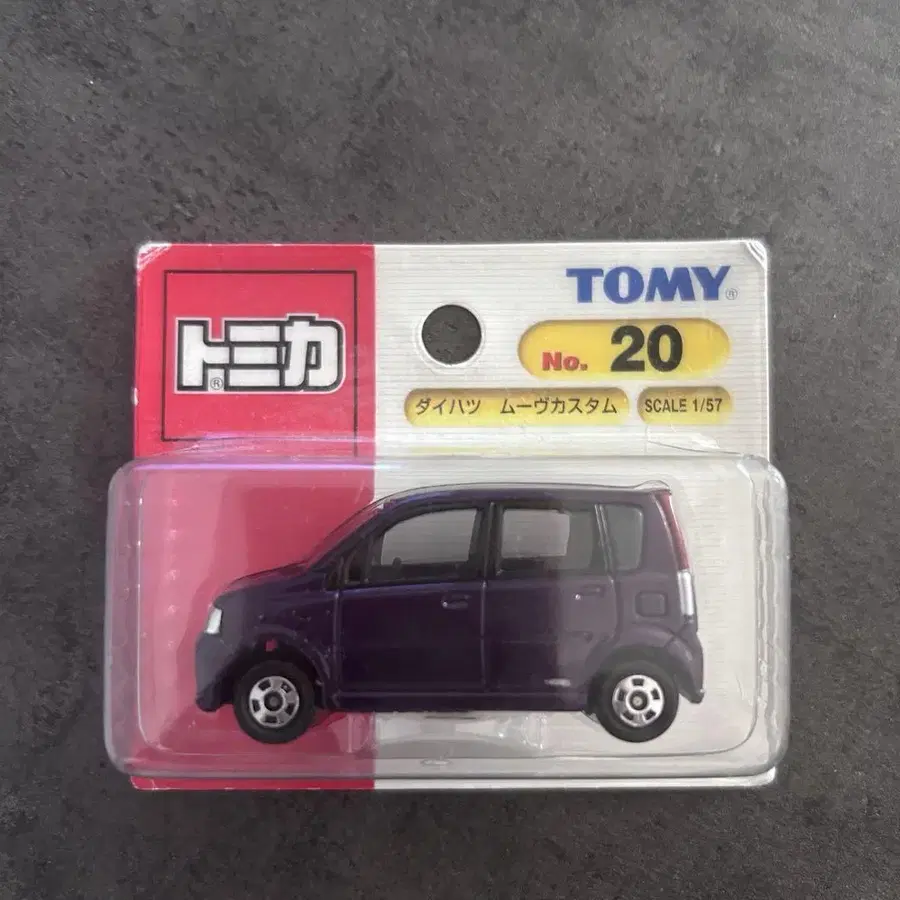 トミカ®
TOMY®
No. 20
ダイハツ ムーヴカスタム
SCALE 1/57